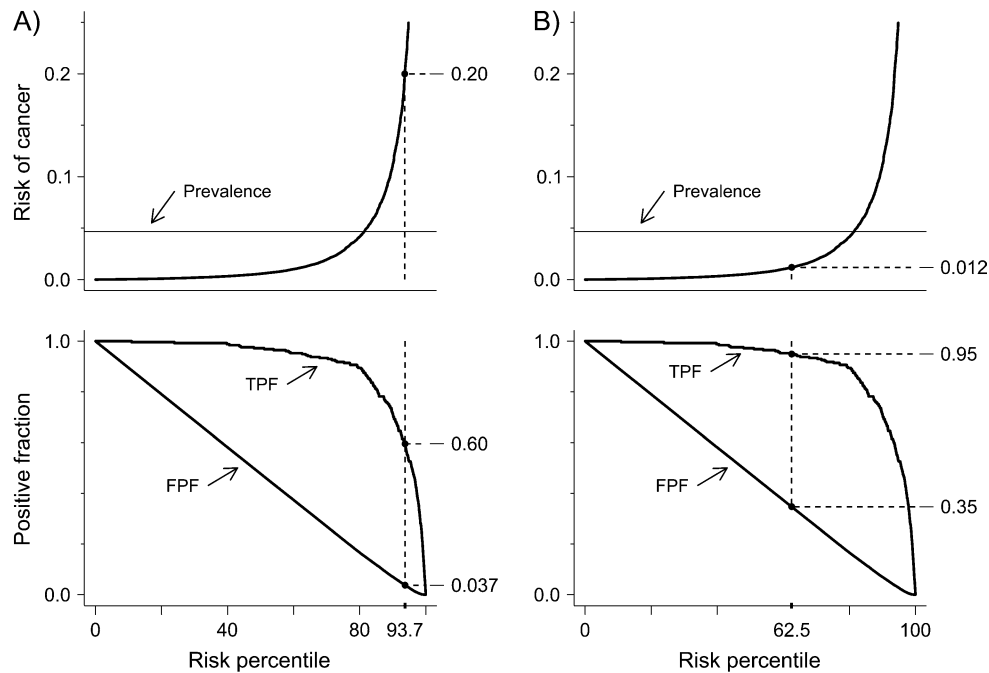 A)
B)
Risk of cancer
0.2
0.1
0.0
Prevalence
0.20
0.2
0.1
0.0
Prevalence
0.012
Positive fraction
1.0
0.0
TPF
FPF
0.60
0.037
0 40 80 93.7
Risk percentile
1.0
0.0
TPF
FPF
0.95
0.35
0 62.5 100
Risk percentile